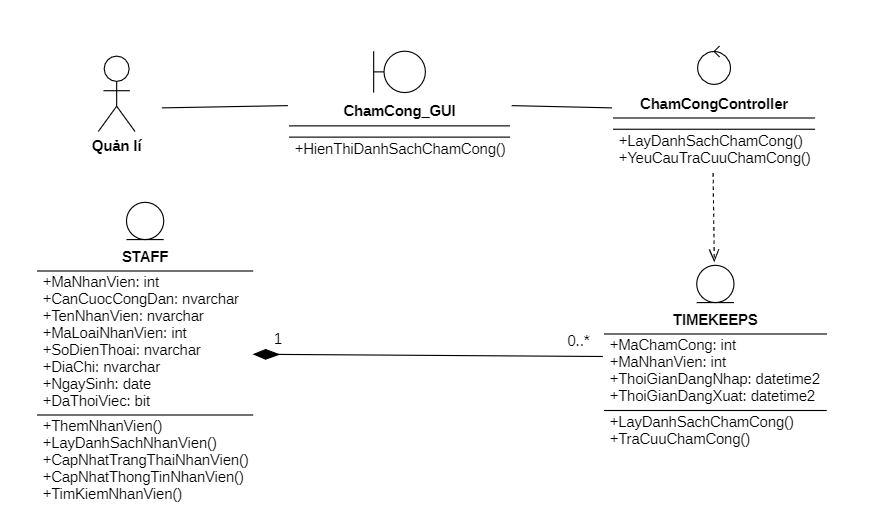 Quản lí
ChamCong_GUI
+HienThiDanhSachChamCong()
ChamCongController
+LayDanhSachChamCong()
+YeuCauTraCuuChamCong()
STAFF
+MaNhanVien: int
+CanCuocCongDan: nvarchar
+TenNhanVien: nvarchar
+MaLoaiNhanVien: int
+SoDienThoai: nvarchar
+DiaChi: nvarchar
+NgaySinh: date
+DaThoiViec: bit
+ThemNhanVien()
+LayDanhSachNhanVien()
+CapNhatTrangThaiNhanVien()
+CapNhatThongTinNhanVien()
+TimKiemNhanVien()
1
0..*
TIMEKEEPS
+MaChamCong: int
+MaNhanVien: int
+ThoiGianDangNhap: datetime2
+ThoiGianDangXuat: datetime2
+LayDanhSachChamCong()
+TraCuuChamCong()